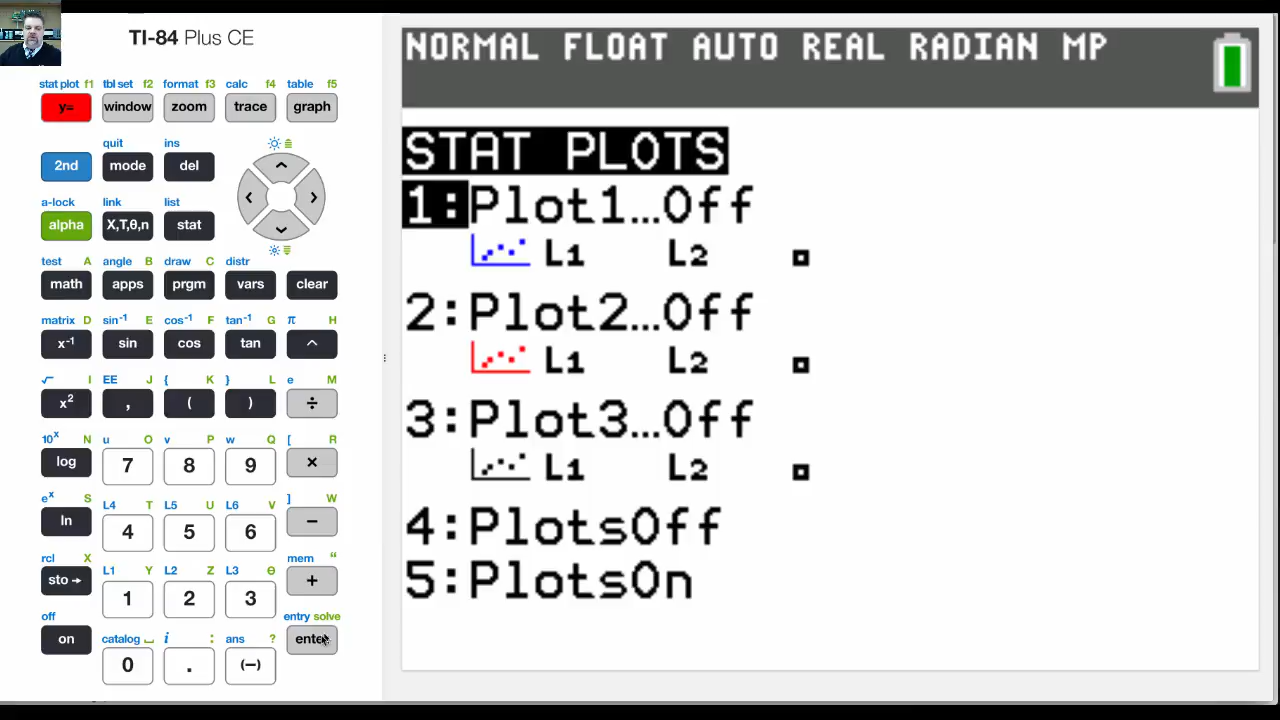 TI-84 Plus CE
stat plot f1 tbl set f2 format f3 calc f4 table f5
y= window zoom trace graph
quit ins
2nd mode del
a-lock link list
alpha X,T,θ,n stat
test A angle B draw C distr
math apps prgm vars clear
matrix D sin⁻¹ E cos⁻¹ F tan⁻¹ G π H
x⁻¹ sin cos tan ^
√ I EE J { K } L e M
x² , ( ) ÷
10ˣ N u O v P w Q [ R
log 7 8 9 ×
eˣ S L4 T L5 U L6 V ] W
ln 4 5 6 −
rcl X L1 Y L2 Z L3 θ mem “
sto → 1 2 3 +
off catalog ⎵ i : ans ? entry solve
on 0 . (−) enter
NORMAL FLOAT AUTO REAL RADIAN MP
STAT PLOTS
1:Plot1…Off
L1 L2
2:Plot2…Off
L1 L2
3:Plot3…Off
L1 L2
4:PlotsOff
5:PlotsOn